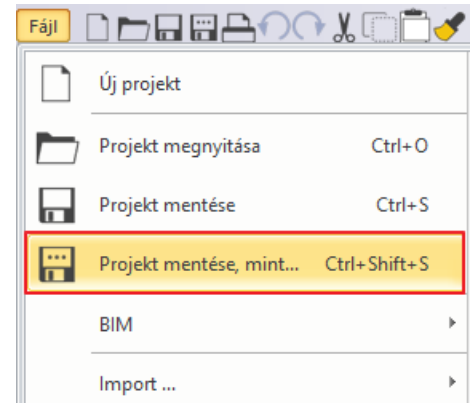 Fájl
Új projekt
Projekt megnyitása Ctrl+O
Projekt mentése Ctrl+S
Projekt mentése, mint... Ctrl+Shift+S
BIM
Import ...